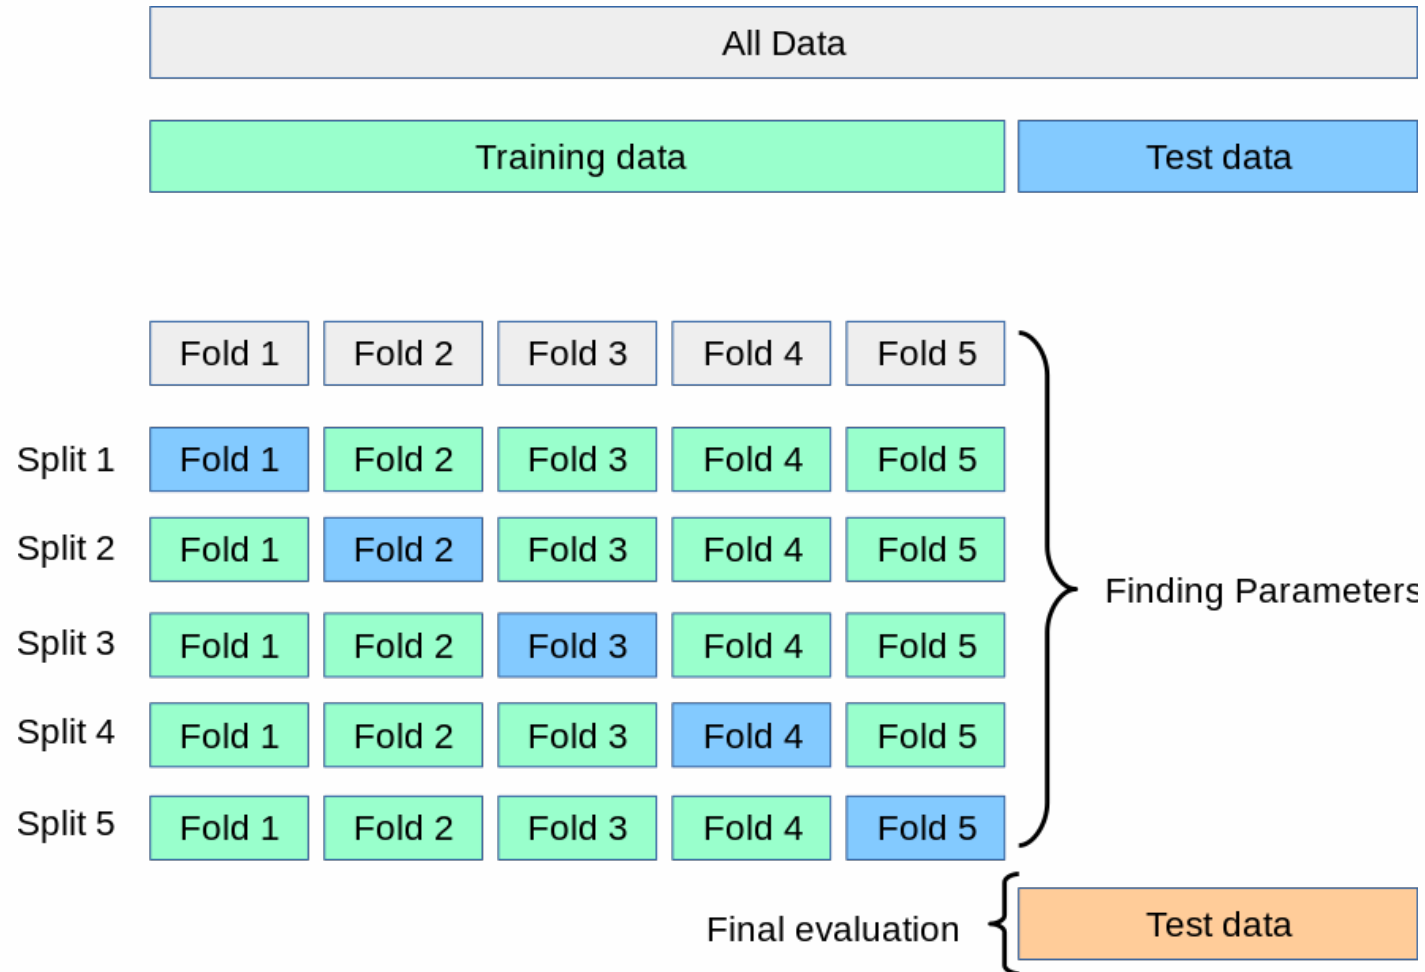 All Data
Training data Test data
Fold 1 Fold 2 Fold 3 Fold 4 Fold 5
Split 1 Fold 1 Fold 2 Fold 3 Fold 4 Fold 5
Split 2 Fold 1 Fold 2 Fold 3 Fold 4 Fold 5
Split 3 Fold 1 Fold 2 Fold 3 Fold 4 Fold 5
Split 4 Fold 1 Fold 2 Fold 3 Fold 4 Fold 5
Split 5 Fold 1 Fold 2 Fold 3 Fold 4 Fold 5
Finding Parameters
Final evaluation Test data